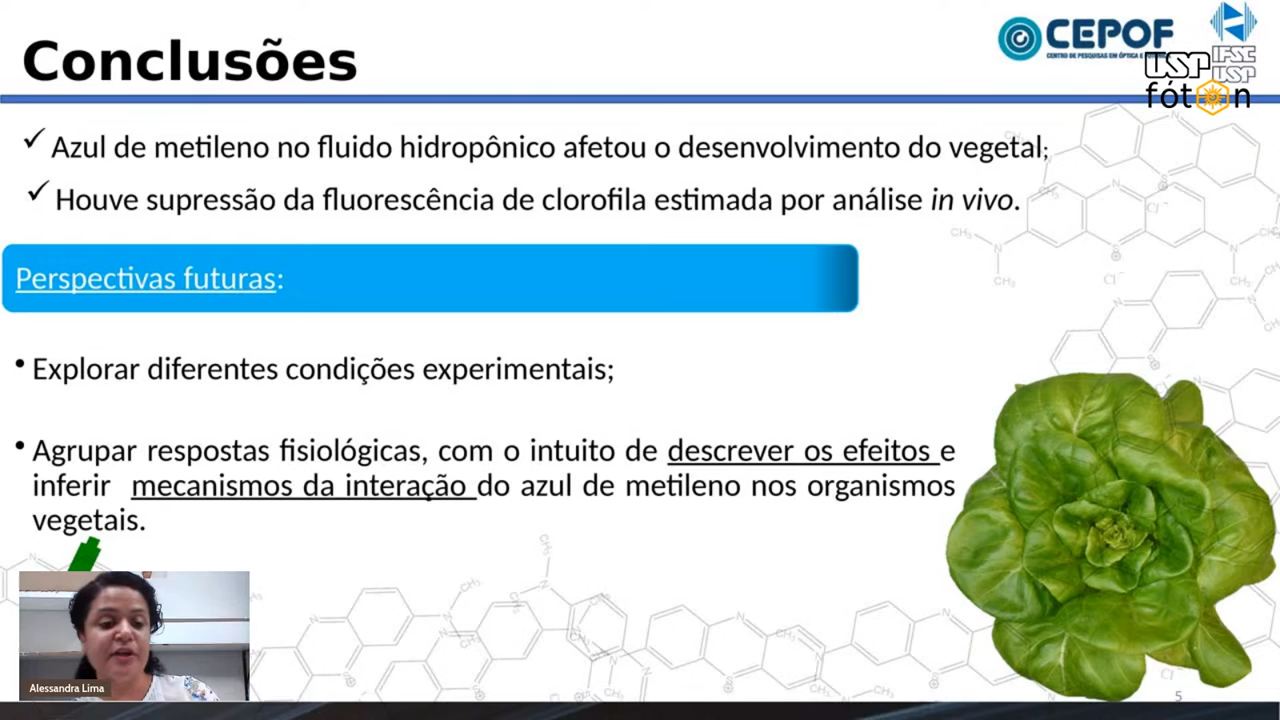 Conclusões
CEPOF
CENTRO DE PESQUISAS EM ÓPTICA E FOTÔNICA
USP
IFSC
USP
fóton
✓ Azul de metileno no fluido hidropônico afetou o desenvolvimento do vegetal;
✓ Houve supressão da fluorescência de clorofila estimada por análise in vivo.
Perspectivas futuras:
• Explorar diferentes condições experimentais;
• Agrupar respostas fisiológicas, com o intuito de descrever os efeitos e
inferir mecanismos da interação do azul de metileno nos organismos
vegetais.
Alessandra Lima
5